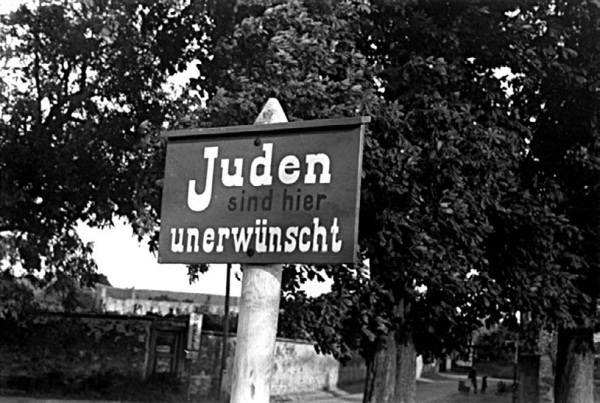 Juden
sind hier
unerwünscht